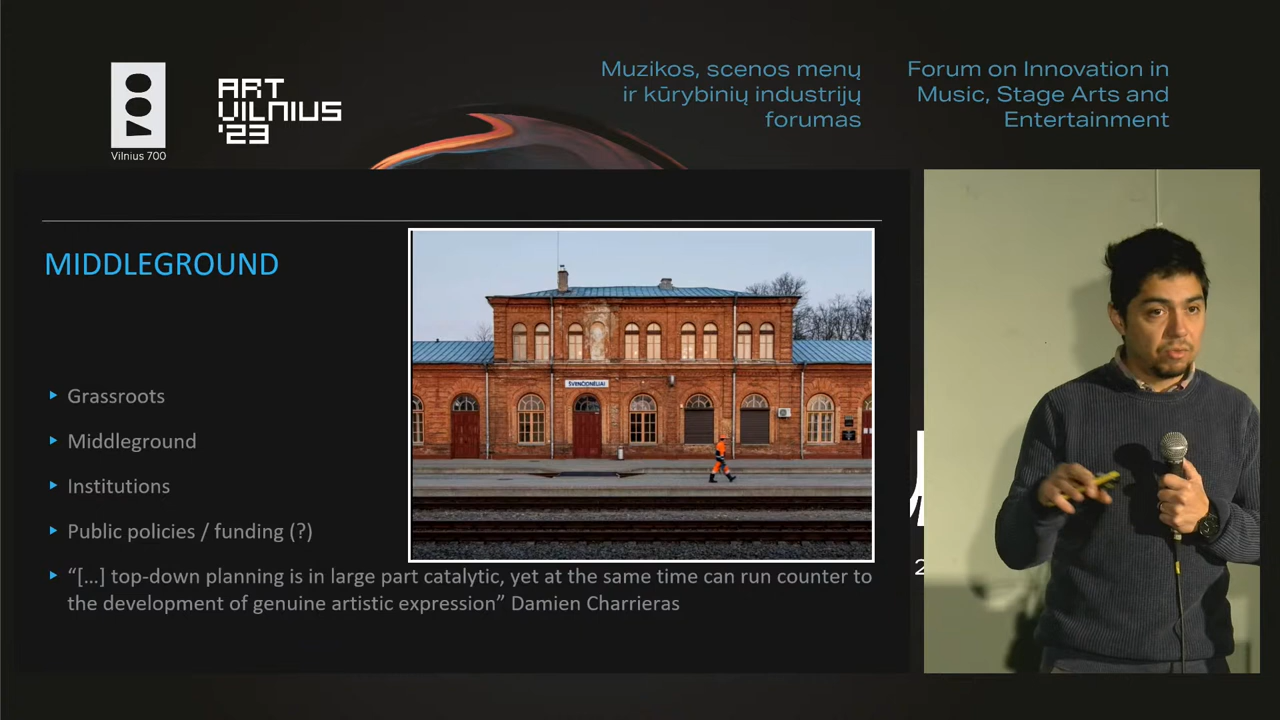 Vilnius 700
ART
VILNIUS
'23
Muzikos, scenos menų
ir kūrybinių industrijų
forumas
Forum on Innovation in
Music, Stage Arts and
Entertainment
MIDDLEGROUND
ŠVENČIONĖLIAI
Grassroots
Middleground
Institutions
Public policies / funding (?)
“[…] top-down planning is in large part catalytic, yet at the same time can run counter to
the development of genuine artistic expression” Damien Charrieras
2